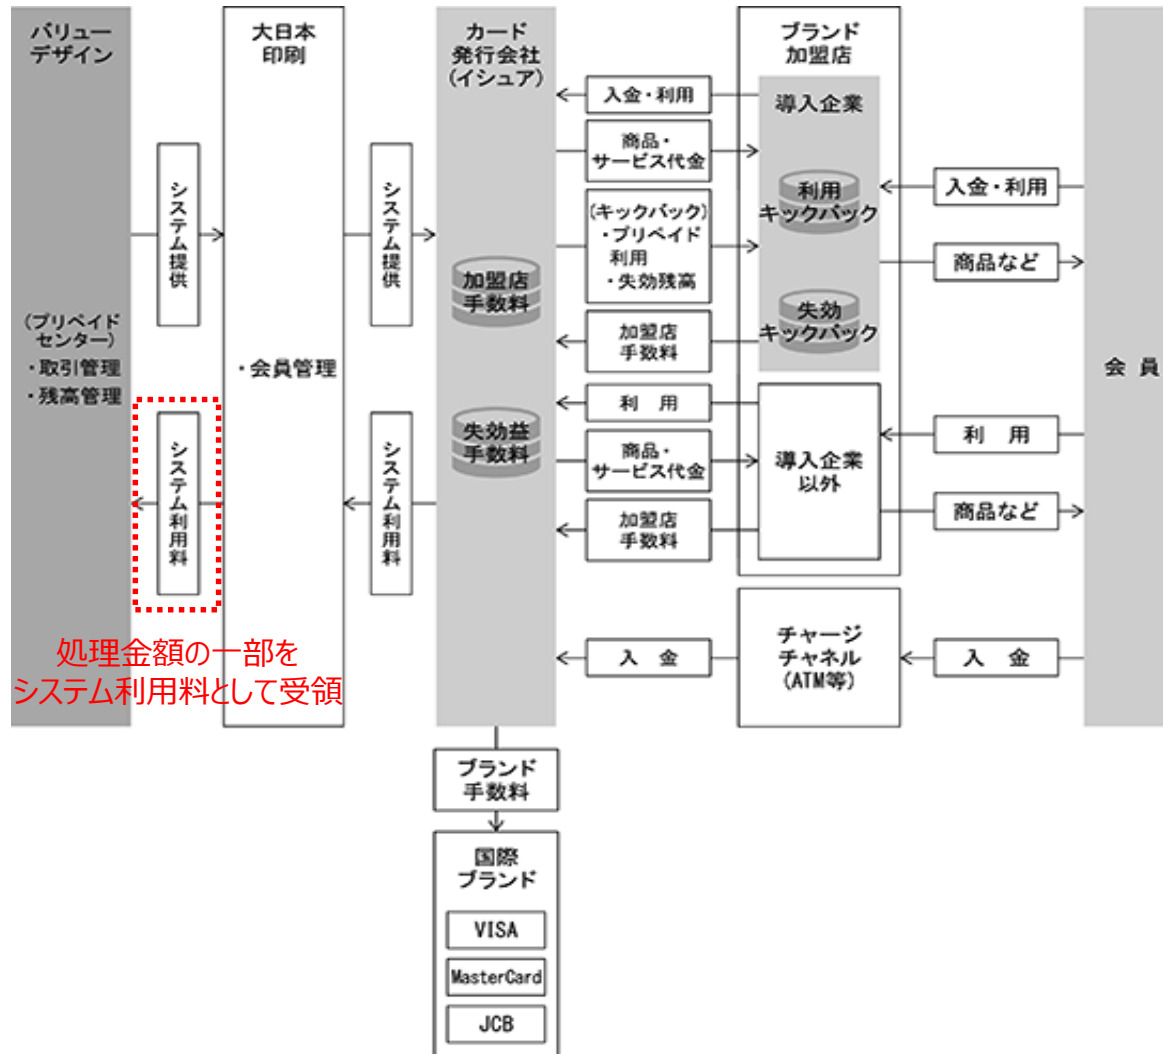 バリュー
デザイン
(プリペイド
センター)
・取引管理
・残高管理
システム提供
システム利用料
処理金額の一部を
システム利用料として受領
大日本
印刷
・会員管理
システム提供
システム利用料
カード
発行会社
(イシュア)
加盟店
手数料
失効益
手数料
入金・利用
商品・
サービス代金
(キックバック)
・プリペイド
利用
・失効残高
加盟店
手数料
利　用
商品・
サービス代金
加盟店
手数料
入　金
ブランド
加盟店
導入企業
利用
キックバック
失効
キックバック
導入企業
以外
チャージ
チャネル
(ATM等)
入金・利用
商品など
利　用
商品など
入　金
会　員
ブランド
手数料
国際
ブランド
VISA
MasterCard
JCB